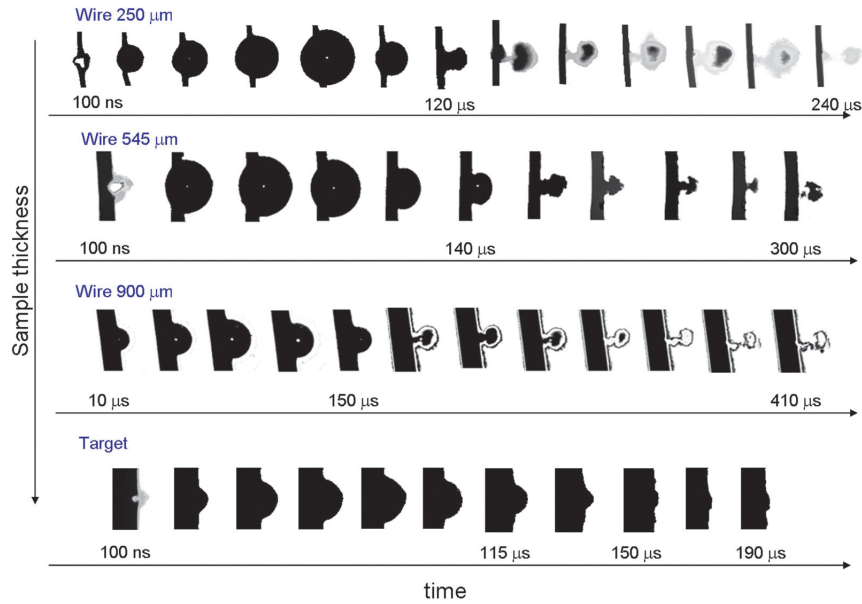 Wire 250 µm
100 ns 120 µs 240 µs
Wire 545 µm
100 ns 140 µs 300 µs
Sample thickness
Wire 900 µm
10 µs 150 µs 410 µs
Target
100 ns 115 µs 150 µs 190 µs
time